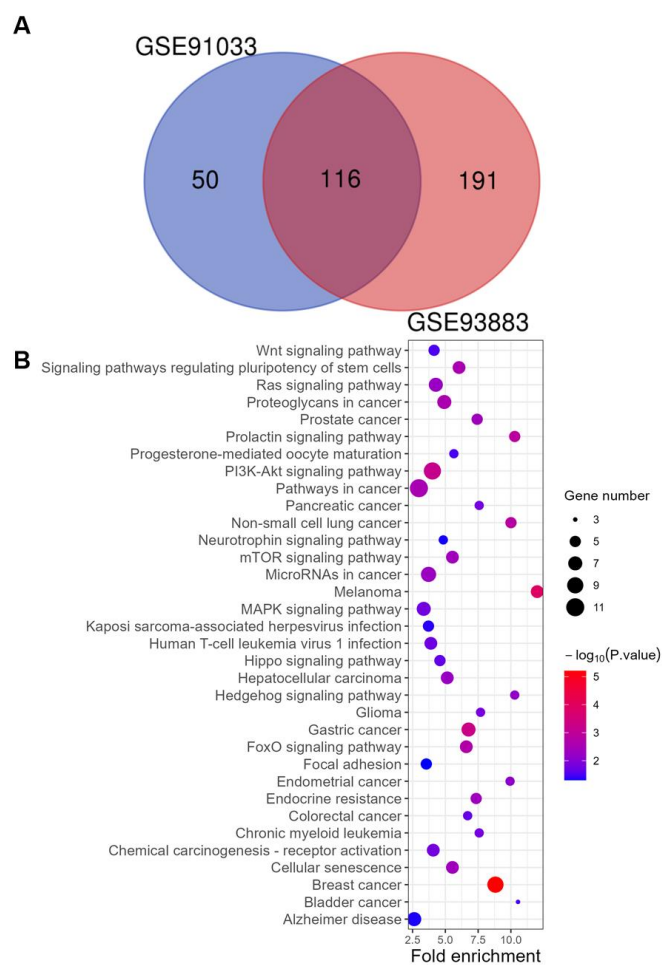 A
GSE91033
50 116 191
GSE93883
B
Wnt signaling pathway
Signaling pathways regulating pluripotency of stem cells
Ras signaling pathway
Proteoglycans in cancer
Prostate cancer
Prolactin signaling pathway
Progesterone-mediated oocyte maturation
PI3K-Akt signaling pathway
Pathways in cancer
Pancreatic cancer
Non-small cell lung cancer
Neurotrophin signaling pathway
mTOR signaling pathway
MicroRNAs in cancer
Melanoma
MAPK signaling pathway
Kaposi sarcoma-associated herpesvirus infection
Human T-cell leukemia virus 1 infection
Hippo signaling pathway
Hepatocellular carcinoma
Hedgehog signaling pathway
Glioma
Gastric cancer
FoxO signaling pathway
Focal adhesion
Endometrial cancer
Endocrine resistance
Colorectal cancer
Chronic myeloid leukemia
Chemical carcinogenesis - receptor activation
Cellular senescence
Breast cancer
Bladder cancer
Alzheimer disease
2.5 5.0 7.5 10.0
Fold enrichment
Gene number
3
5
7
9
11
− log₁₀(P.value)
5
4
3
2